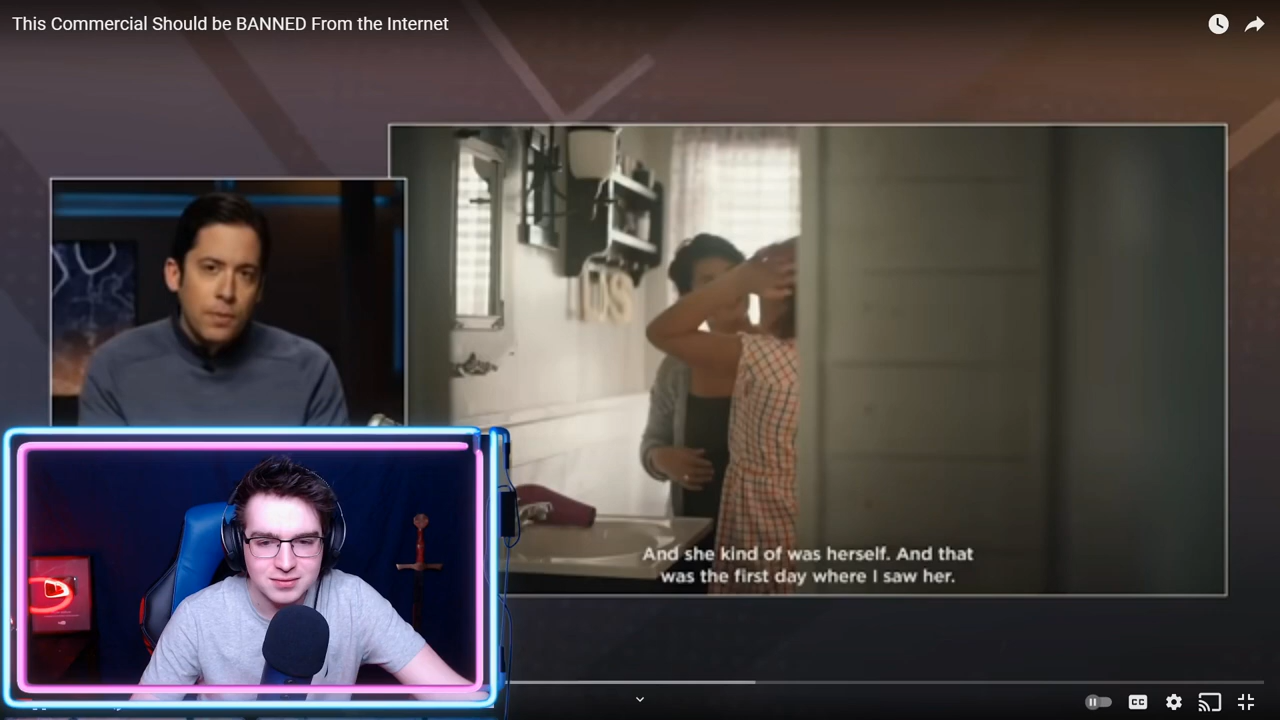 This Commercial Should be BANNED From the Internet
And she kind of was herself. And that
was the first day where I saw her.
CC